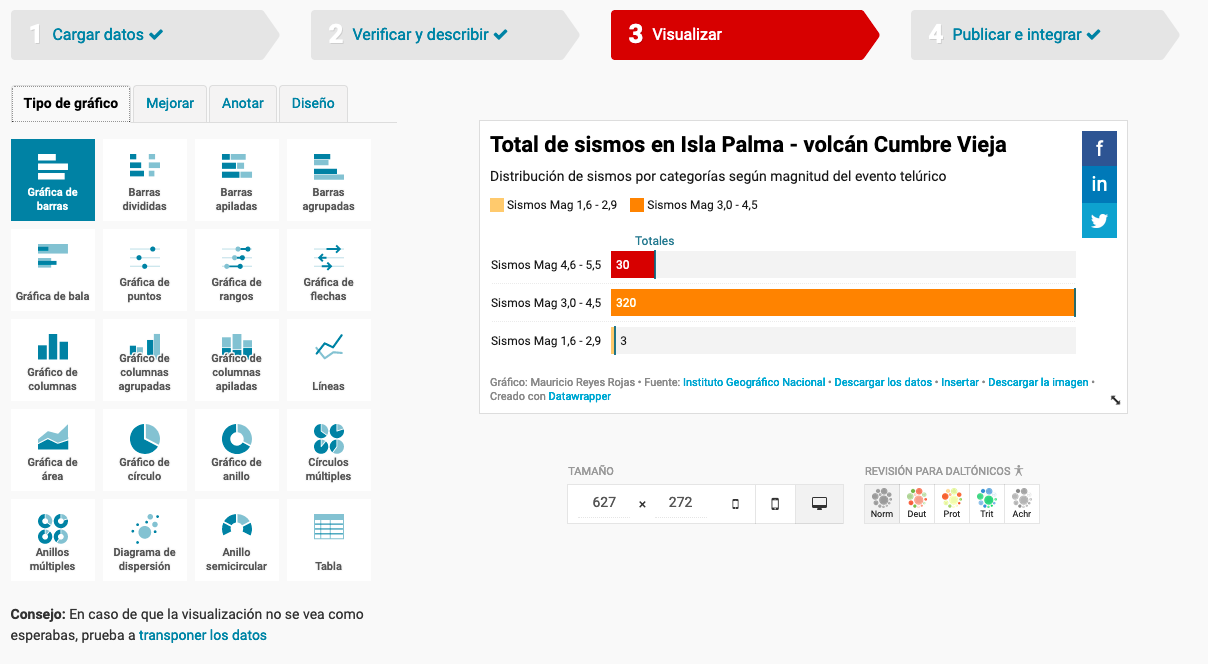 1 Cargar datos
2 Verificar y describir
3 Visualizar
4 Publicar e integrar
Tipo de gráfico
Mejorar
Anotar
Diseño
Gráfica de
barras
Barras
divididas
Barras
apiladas
Barras
agrupadas
Gráfica de bala
Gráfica de
puntos
Gráfica de
rangos
Gráfica de
flechas
Gráfico de
columnas
Gráfico de
columnas
agrupadas
Gráfico de
columnas
apiladas
Líneas
Gráfica de
área
Gráfico de
círculo
Gráfico de
anillo
Círculos
múltiples
Anillos
múltiples
Diagrama de
dispersión
Anillo
semicircular
Tabla
Consejo: En caso de que la visualización no se vea como
esperabas, prueba a transponer los datos
Total de sismos en Isla Palma - volcán Cumbre Vieja
Distribución de sismos por categorías según magnitud del evento telúrico
Sismos Mag 1,6 - 2,9
Sismos Mag 3,0 - 4,5
f
in
Totales
Sismos Mag 4,6 - 5,5
30
Sismos Mag 3,0 - 4,5
320
Sismos Mag 1,6 - 2,9
3
Gráfico: Mauricio Reyes Rojas • Fuente: Instituto Geográfico Nacional • Descargar los datos • Insertar • Descargar la imagen •
Creado con Datawrapper
TAMAÑO
627 × 272
REVISIÓN PARA DALTÓNICOS
Norm
Deut
Prot
Trit
Achr